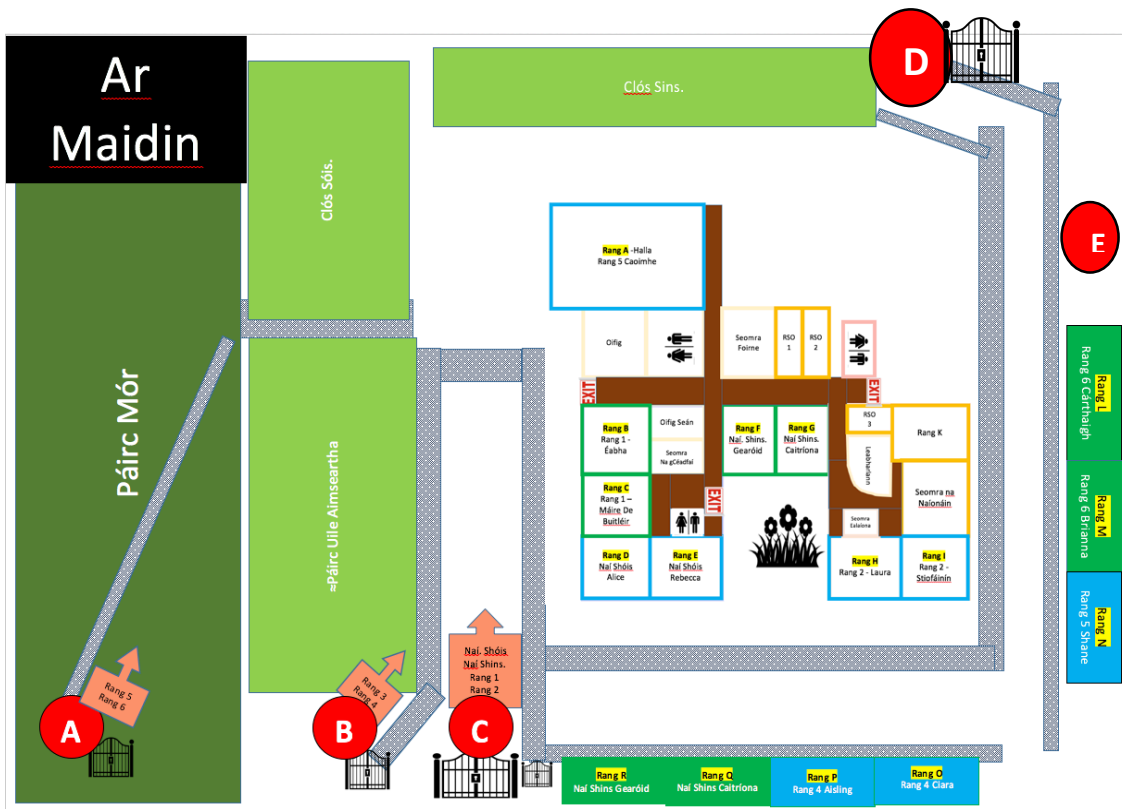 Ar
Maidin
Páirc Mór
Clós Sóis.
≈Páirc Uile Aimseartha
Clós Sins.
D
E
A
B
C
Rang 5
Rang 6
Rang 3
Rang 4
Naí. Shóis
Naí Shins.
Rang 1
Rang 2
Rang A -Halla
Rang 5 Caoimhe
Oifig
Seomra
Foirne
RSO
1
RSO
2
EXIT
EXIT
Rang B
Rang 1 -
Éabha
Oifig Seán
Seomra
Na gCéadfaí
Rang F
Naí. Shins.
Gearóid
Rang G
Naí Shins.
Caitríona
RSO
3
Rang K
Leabharlann
Rang C
Rang 1 –
Máire De
Buitléir
EXIT
Seomra na
Naíonáin
Seomra
Ealaíona
Rang D
Naí Shóis
Alice
Rang E
Naí Shóis
Rebecca
Rang H
Rang 2 - Laura
Rang I
Rang 2 -
Stiofáinín
Rang L
Rang 6 Cárthaigh
Rang M
Rang 6 Brianna
Rang N
Rang 5 Shane
Rang R
Naí Shins Gearóid
Rang Q
Naí Shins Caitríona
Rang P
Rang 4 Aisling
Rang O
Rang 4 Ciara